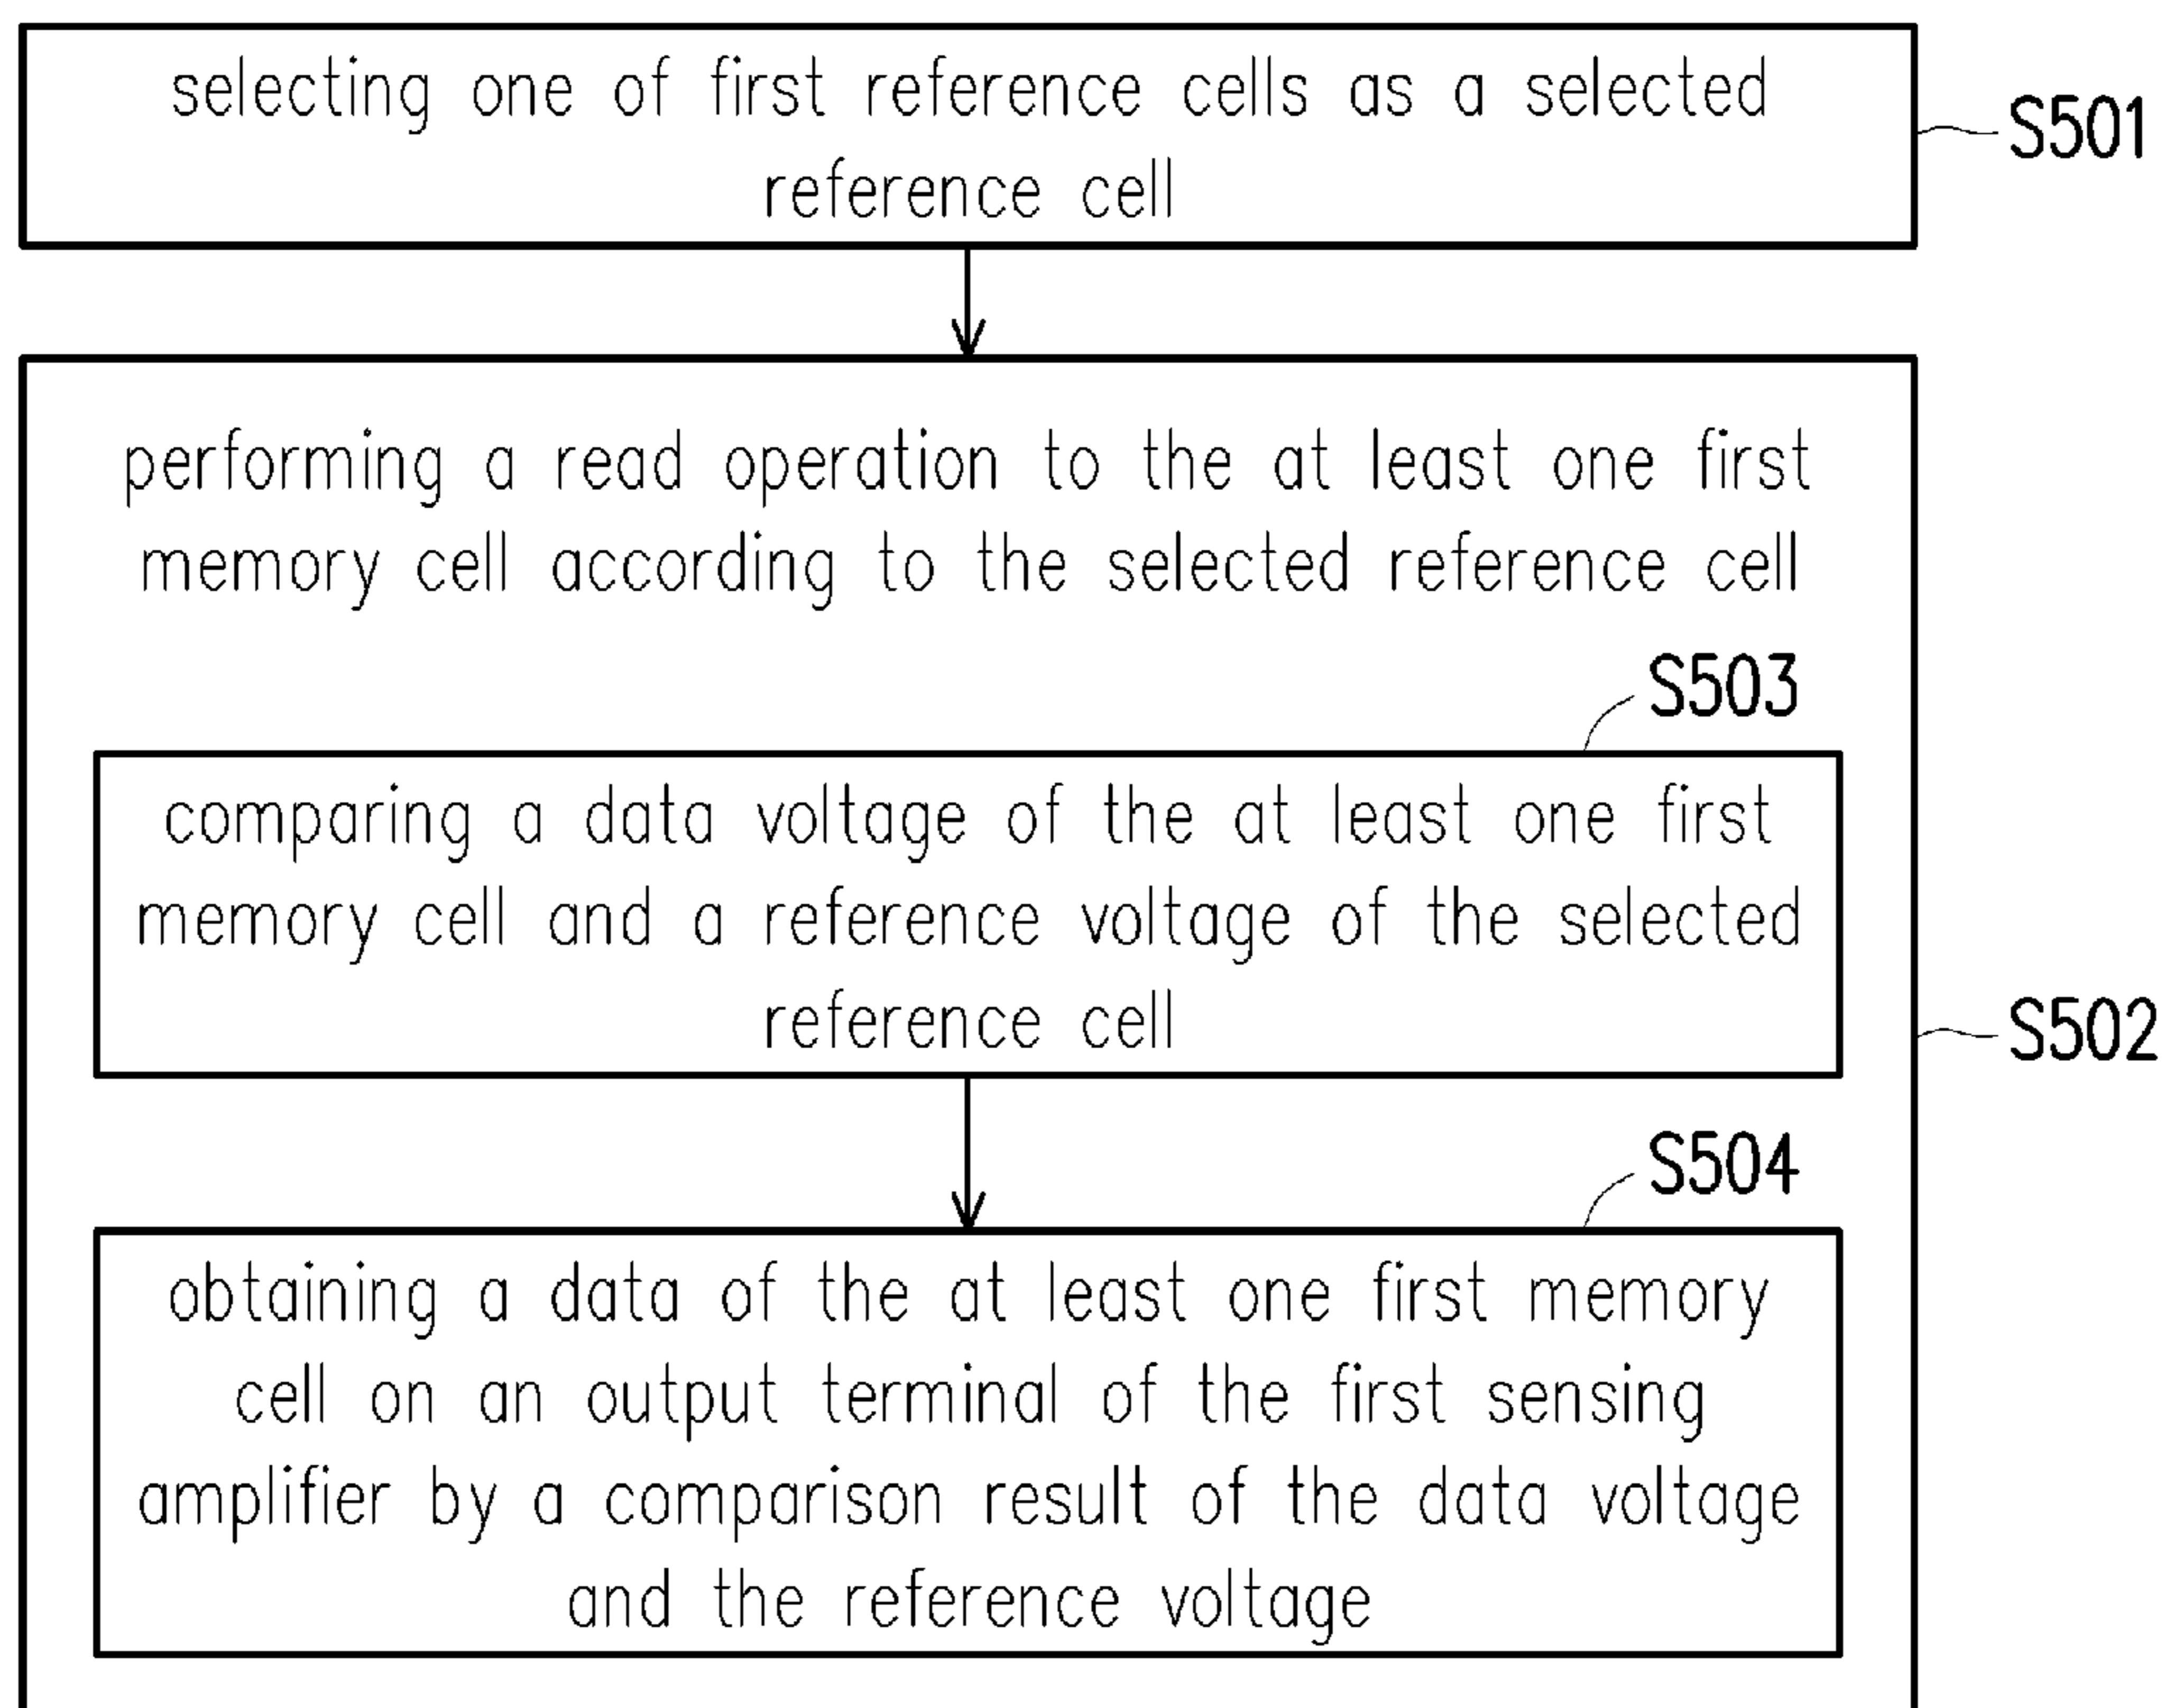 selecting one of first reference cells as a selected
reference cell
S501
performing a read operation to the at least one first
memory cell according to the selected reference cell
S503
comparing a data voltage of the at least one first
memory cell and a reference voltage of the selected
reference cell
S502
S504
obtaining a data of the at least one first memory
cell on an output terminal of the first sensing
amplifier by a comparison result of the data voltage
and the reference voltage